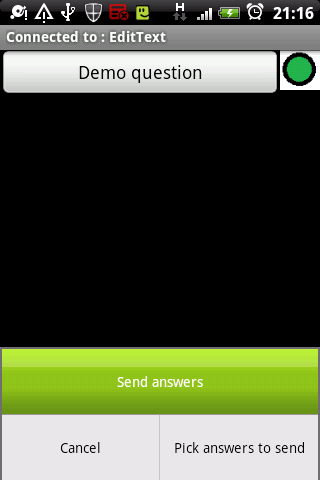 H
21:16
Connected to : EditText
Demo question
Send answers
Cancel
Pick answers to send